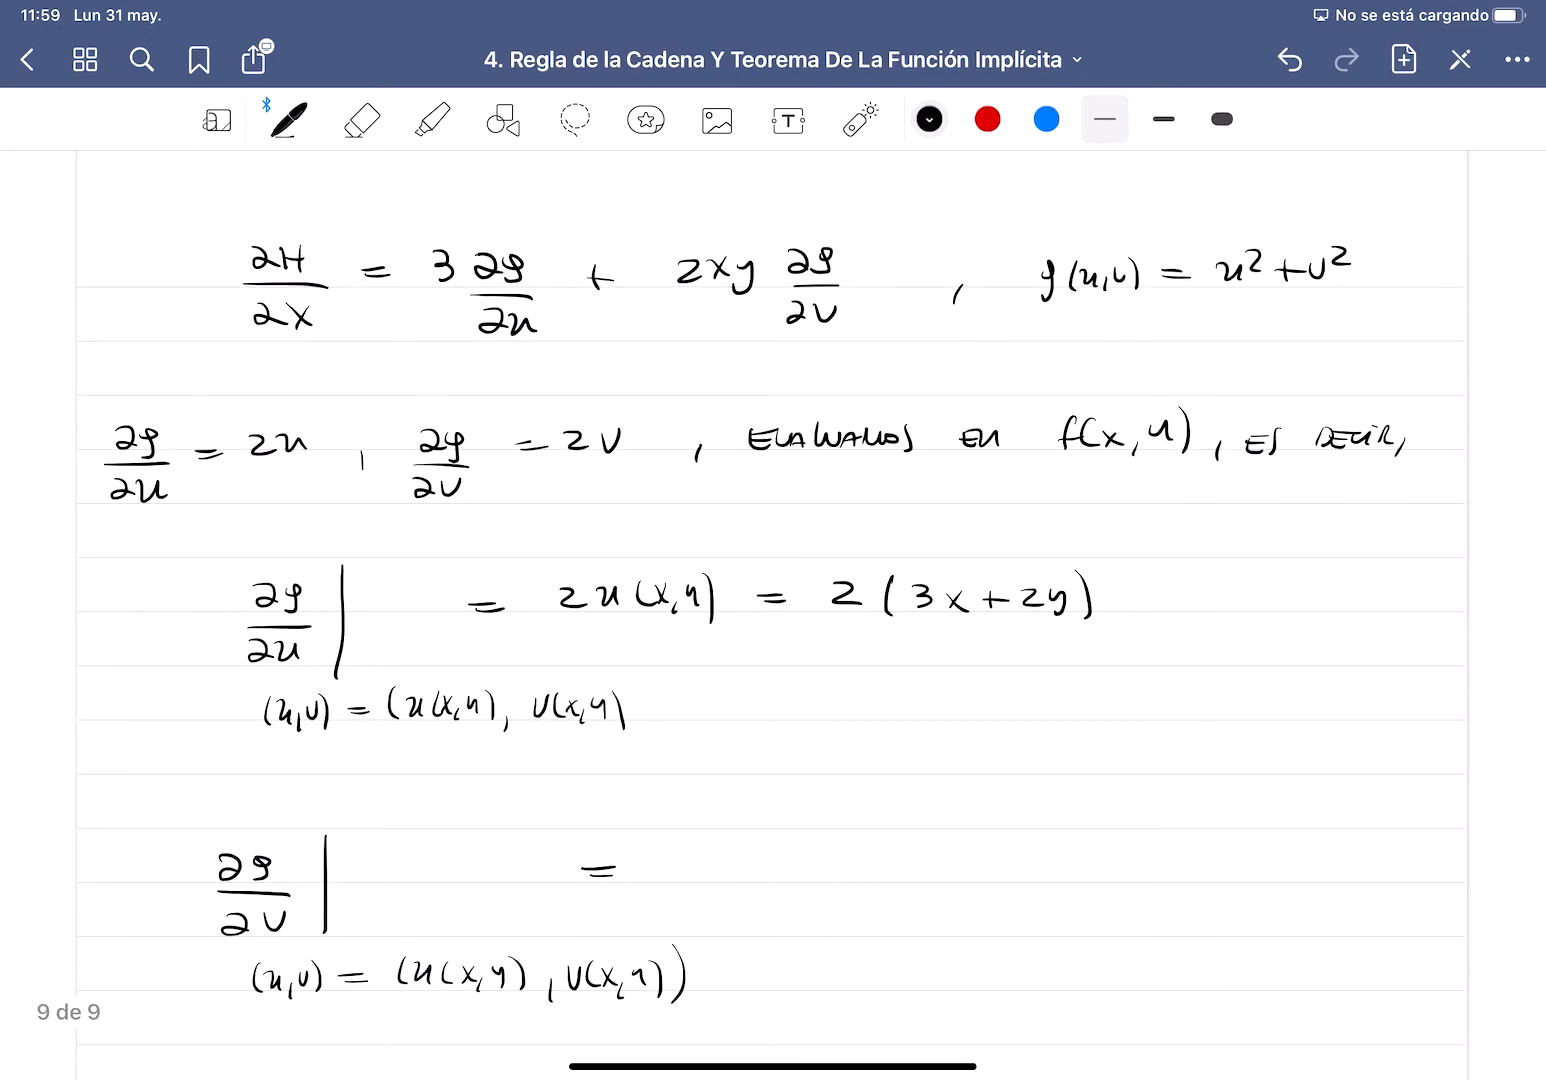 11:59 Lun 31 may. No se está cargando
4. Regla de la Cadena Y Teorema De La Función Implícita
∂H/∂x = 3 ∂g/∂u + 2xy ∂g/∂v , g(u,v) = u² + v²
∂g/∂u = 2u , ∂g/∂v = 2v , EVALUAMOS EN f(x,y) , ES DECIR,
∂g/∂u | = 2u(x,y) = 2(3x+2y)
(u,v) = (u(x,y), v(x,y)
∂g/∂v | =
(u,v) = (u(x,y) , v(x,y))
9 de 9